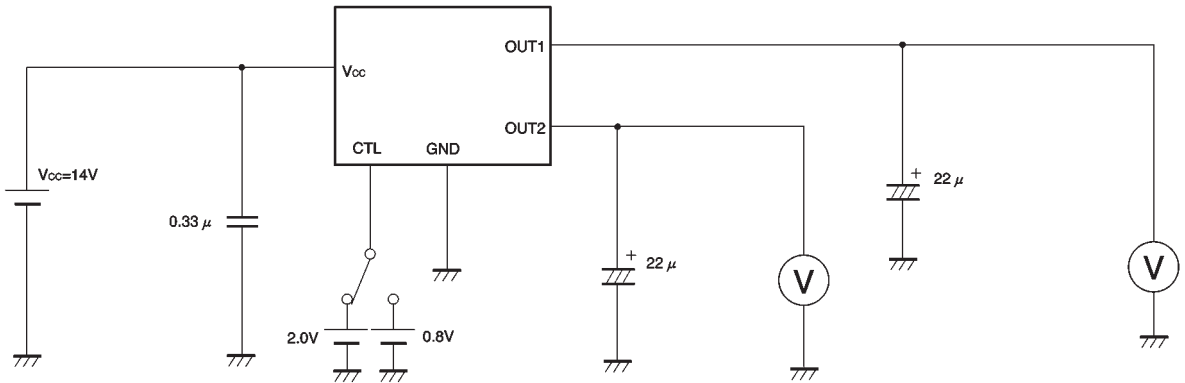 OUT1
Vcc
OUT2
CTL
GND
Vcc=14V
+
22 μ
0.33 μ
+
22 μ
V
V
2.0V
0.8V